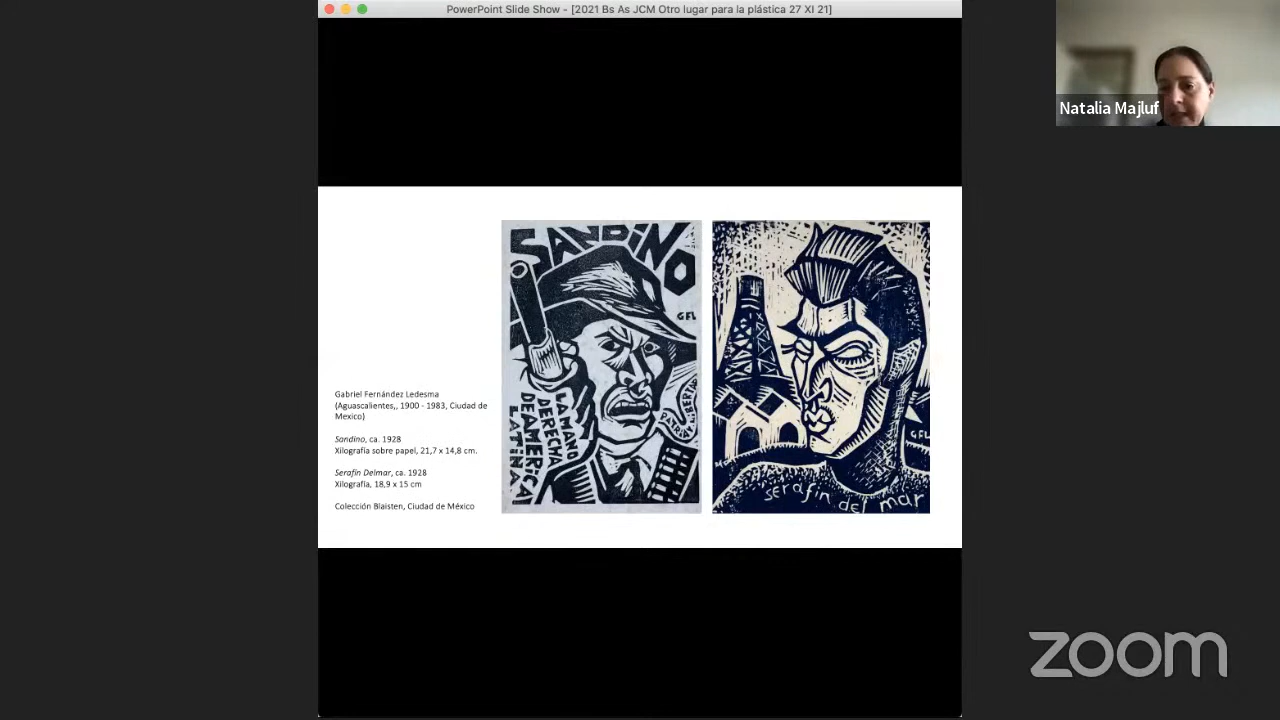 PowerPoint Slide Show - [2021 Bs As JCM Otro lugar para la plástica 27 XI 21]
Natalia Majluf
Gabriel Fernández Ledesma
(Aguascalientes,, 1900 - 1983, Ciudad de
Mexico)
Sandino, ca. 1928
Xilografía sobre papel, 21,7 x 14,8 cm.
Serafín Delmar, ca. 1928
Xilografía, 18,9 x 15 cm
Colección Blaisten, Ciudad de México
SANDINO
GFL
LA MANO
DERECHA
DE AMERICA
LATINA
GFL
serafin del mar
zoom